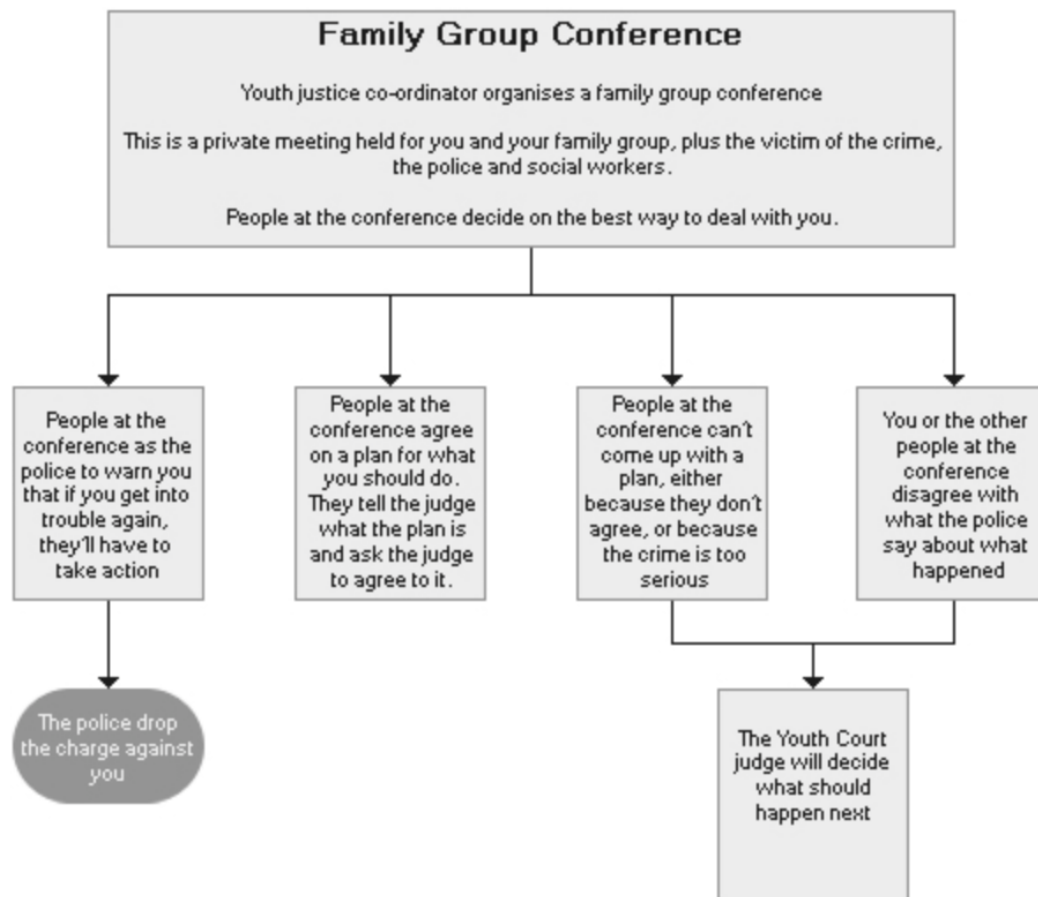 Family Group Conference
Youth justice co-ordinator organises a family group conference
This is a private meeting held for you and your family group, plus the victim of the crime,
the police and social workers.
People at the conference decide on the best way to deal with you.
People at the
conference as the
police to warn you
that if you get into
trouble again,
they'll have to
take action
People at the
conference agree
on a plan for what
you should do.
They tell the judge
what the plan is
and ask the judge
to agree to it.
People at the
conference can't
come up with a
plan, either
because they don't
agree, or because
the crime is too
serious
You or the other
people at the
conference
disagree with
what the police
say about what
happened
The police drop
the charge against
you
The Youth Court
judge will decide
what should
happen next